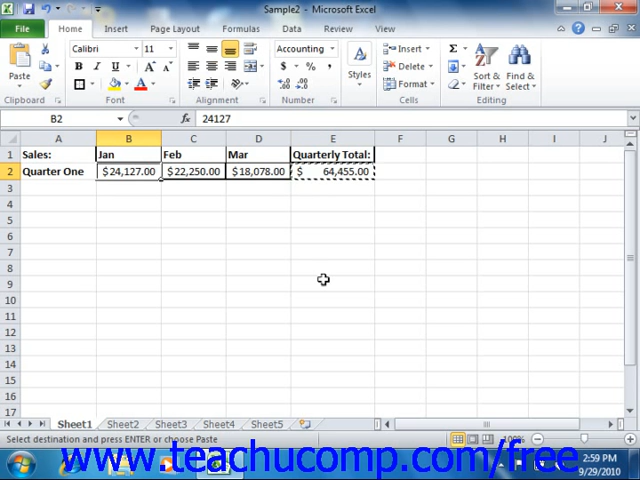 Sample2 - Microsoft Excel
File Home Insert Page Layout Formulas Data Review View
Calibri 11 Accounting Insert Σ
B I U $ % , Delete
Paste Styles Format Sort & Filter Find & Select
Clipboard Font Alignment Number Cells Editing
B2 fx 24127
A B C D E F G H I J
1 Sales: Jan Feb Mar Quarterly Total:
2 Quarter One $24,127.00 $22,250.00 $18,078.00 $ 64,455.00
3
4
5
6
7
8
9
10
11
12
13
14
15
16
17
Sheet1 Sheet2 Sheet3 Sheet4 Sheet5
Select destination and press ENTER or choose Paste 100%
www.teachucomp.com/free
2:59 PM
9/29/2010